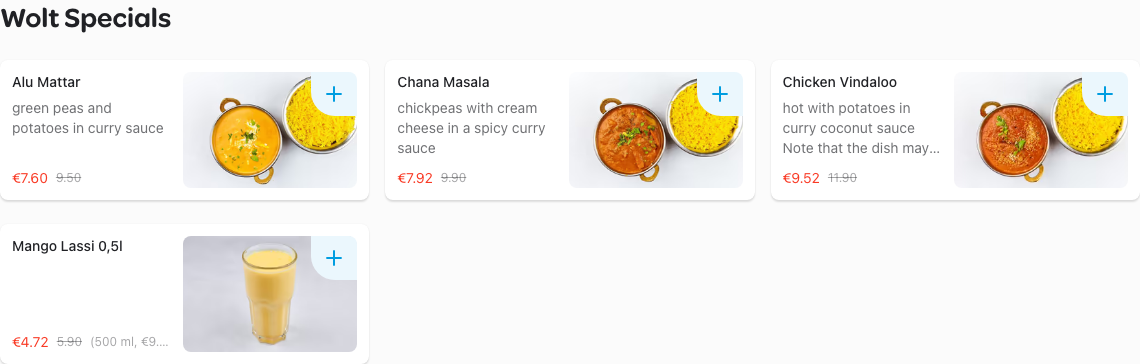 Wolt Specials
Alu Mattar
green peas and
potatoes in curry sauce
€7.60 9.50
Chana Masala
chickpeas with cream
cheese in a spicy curry
sauce
€7.92 9.90
Chicken Vindaloo
hot with potatoes in
curry coconut sauce
Note that the dish may...
€9.52 11.90
Mango Lassi 0,5l
€4.72 5.90 (500 ml, €9....